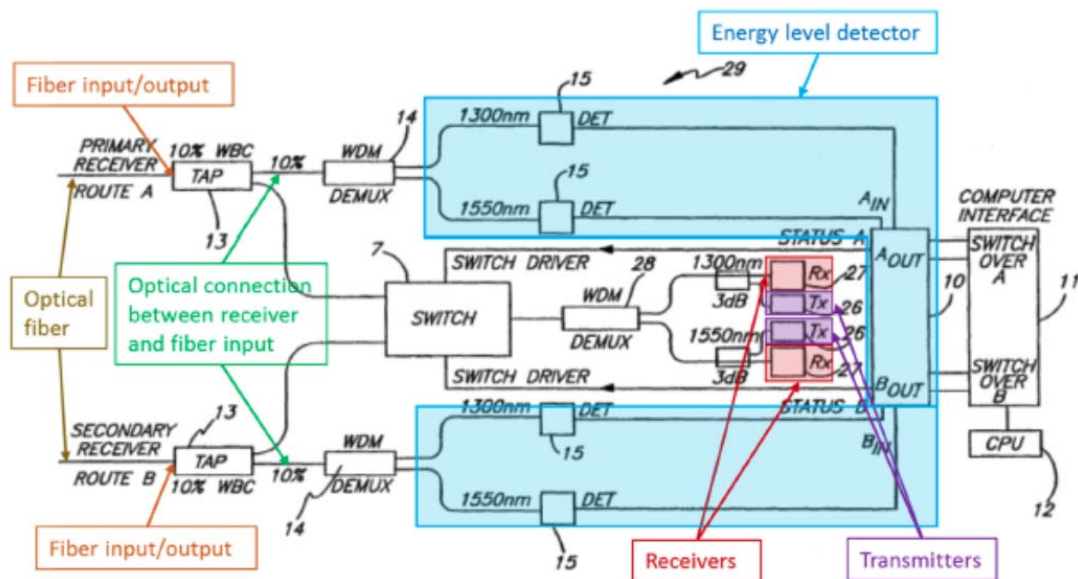 Energy level detector
Fiber input/output
29
15
1300nm
DET
14
PRIMARY
RECEIVER
10% WBC
10%
WDM
TAP
ROUTE A
DEMUX
15
1550nm
DET
13
A IN
COMPUTER
INTERFACE
STATUS A
7
SWITCH DRIVER
28
1300nm
A OUT
SWITCH
OVER
A
Rx
27
10
11
Optical
fiber
Optical connection
between receiver
and fiber input
WDM
3dB
Tx
26
SWITCH
DEMUX
1550nm
Tx
26
3dB
Rx
27
SWITCH
OVER
B
SWITCH DRIVER
B OUT
STATUS B
13
1300nm
DET
SECONDARY
RECEIVER
WDM
15
B IN
CPU
TAP
ROUTE B
10%
10% WBC
DEMUX
14
1550nm
DET
12
15
Fiber input/output
Receivers
Transmitters